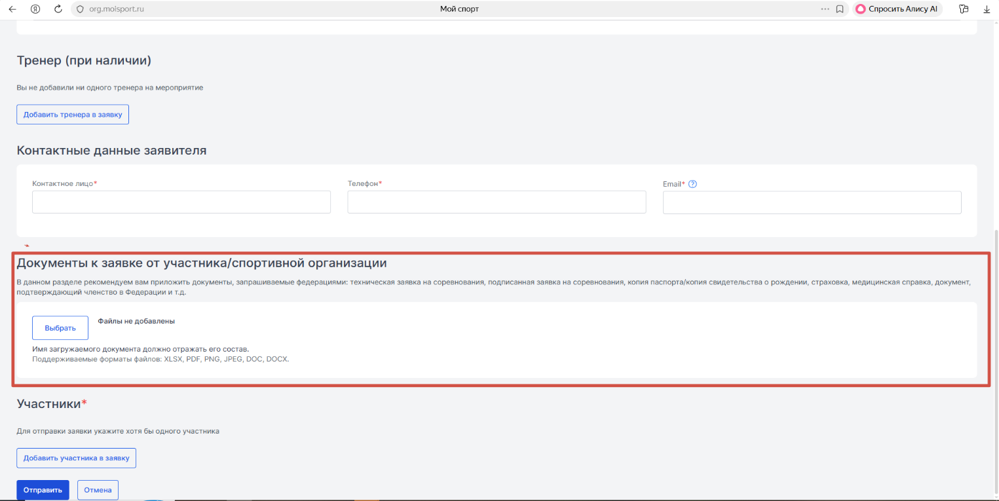 org.molsport.ru
Мой спорт
Спросить Алису AI
Тренер (при наличии)
Вы не добавили ни одного тренера на мероприятие
Добавить тренера в заявку
Контактные данные заявителя
Контактное лицо*
Телефон*
Email* ?
Документы к заявке от участника/спортивной организации
В данном разделе рекомендуем вам приложить документы, запрашиваемые федерациями: техническая заявка на соревнования, подписанная заявка на соревнования, копия паспорта/копия свидетельства о рождении, страховка, медицинская справка, документ,
подтверждающий членство в Федерации и т.д.
Выбрать
Файлы не добавлены
Имя загружаемого документа должно отражать его состав.
Поддерживаемые форматы файлов: XLSX, PDF, PNG, JPEG, DOC, DOCX.
Участники*
Для отправки заявки укажите хотя бы одного участника
Добавить участника в заявку
Отправить
Отмена